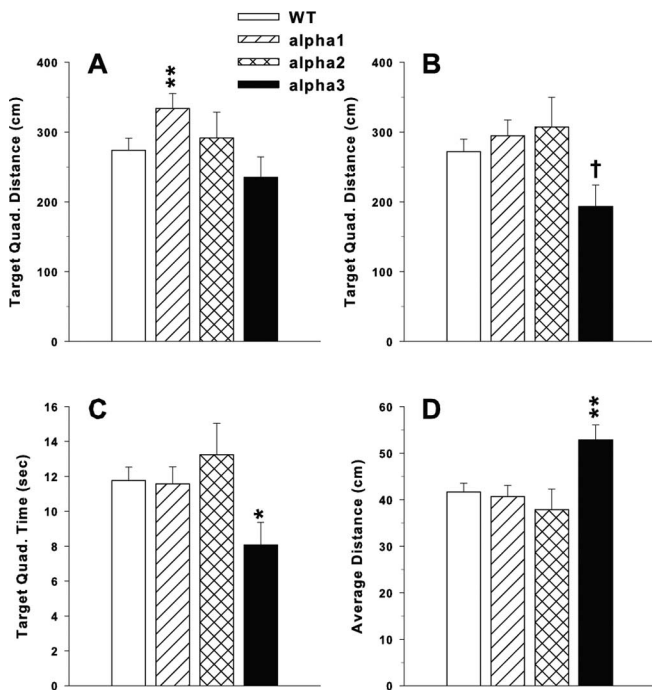 WT
alpha1
alpha2
alpha3
A
**
Target Quad. Distance (cm)
400
300
200
100
0
B
†
Target Quad. Distance (cm)
400
300
200
100
0
C
*
Target Quad. Time (sec)
16
14
12
10
8
6
4
2
0
D
**
Average Distance (cm)
60
50
40
30
20
10
0